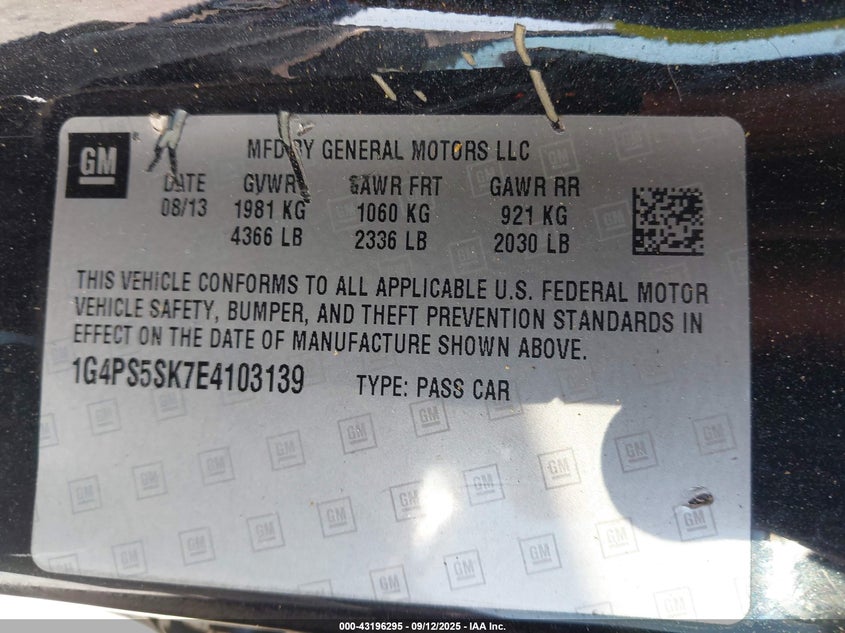 GM
MFD BY GENERAL MOTORS LLC
DATE GVWR GAWR FRT GAWR RR
08/13 1981 KG 1060 KG 921 KG
4366 LB 2336 LB 2030 LB
THIS VEHICLE CONFORMS TO ALL APPLICABLE U.S. FEDERAL MOTOR
VEHICLE SAFETY, BUMPER, AND THEFT PREVENTION STANDARDS IN
EFFECT ON THE DATE OF MANUFACTURE SHOWN ABOVE.
1G4PS5SK7E4103139 TYPE: PASS CAR
000-43196295 - 09/12/2025 - IAA Inc.